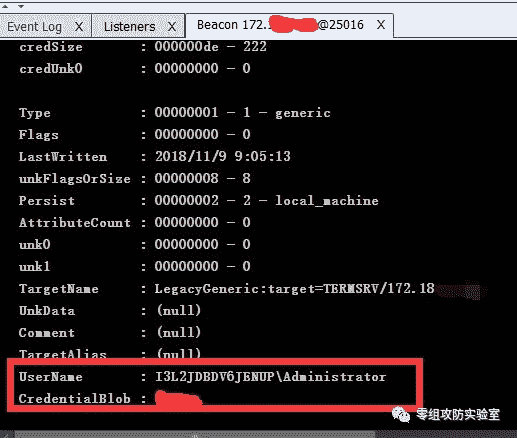 Event Log X Listeners X Beacon 172. @25016 X
credSize : 000000de - 222
credUnk0 : 00000000 - 0
Type : 00000001 - 1 - generic
Flags : 00000000 - 0
LastWritten : 2018/11/9 9:05:13
unkFlagsOrSize : 00000008 - 8
Persist : 00000002 - 2 - local_machine
AttributeCount : 00000000 - 0
unk0 : 00000000 - 0
unk1 : 00000000 - 0
TargetName : LegacyGeneric:target=TERMSRV/172.18
UnkData : (null)
Comment : (null)
TargetAlias : (null)
UserName : I3L2JDBDV6JENUP\Administrator
CredentialBlob :
零组攻防实验室